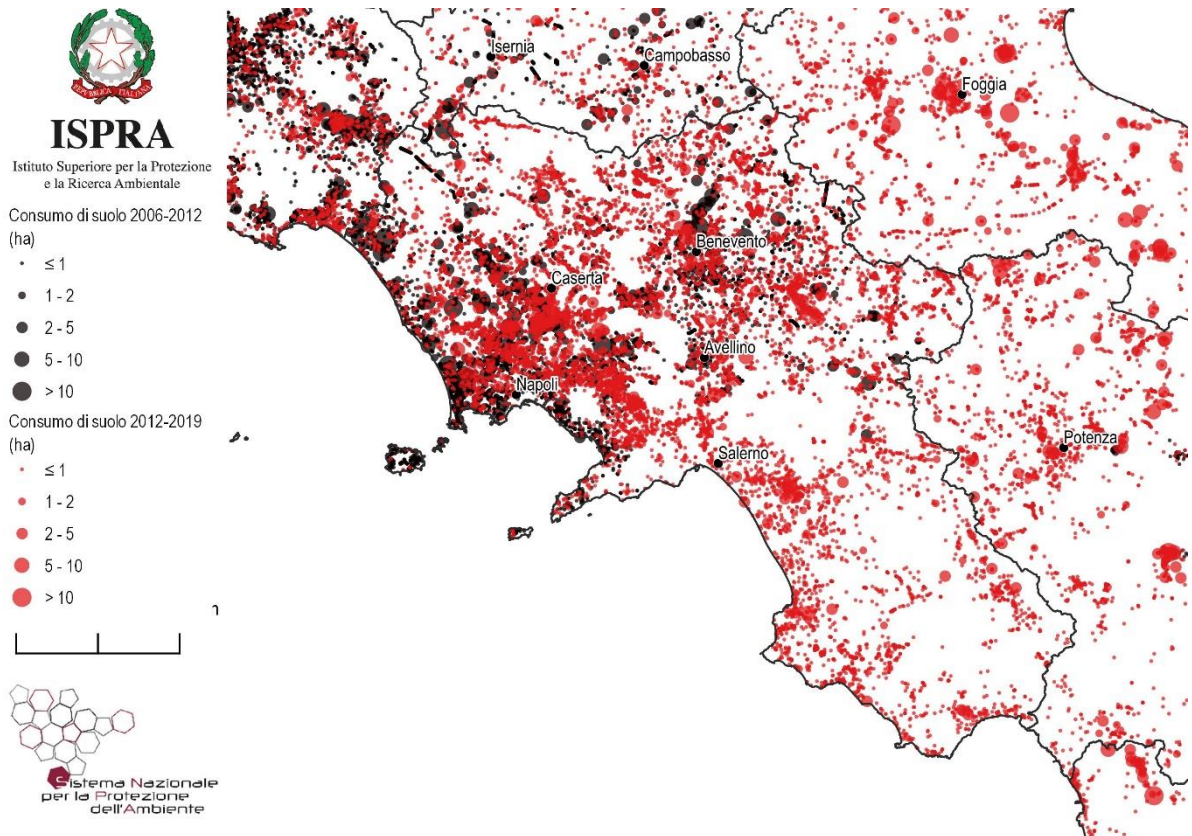 REPVBBLICA ITALIANA
ISPRA
Istituto Superiore per la Protezione
e la Ricerca Ambientale
Consumo di suolo 2006-2012
(ha)
≤ 1
1 - 2
2 - 5
5 - 10
> 10
Consumo di suolo 2012-2019
(ha)
≤ 1
1 - 2
2 - 5
5 - 10
> 10
Sistema Nazionale
per la Protezione
dell'Ambiente
Isernia
Campobasso
Foggia
Benevento
Caserta
Avellino
Napoli
Potenza
Salerno